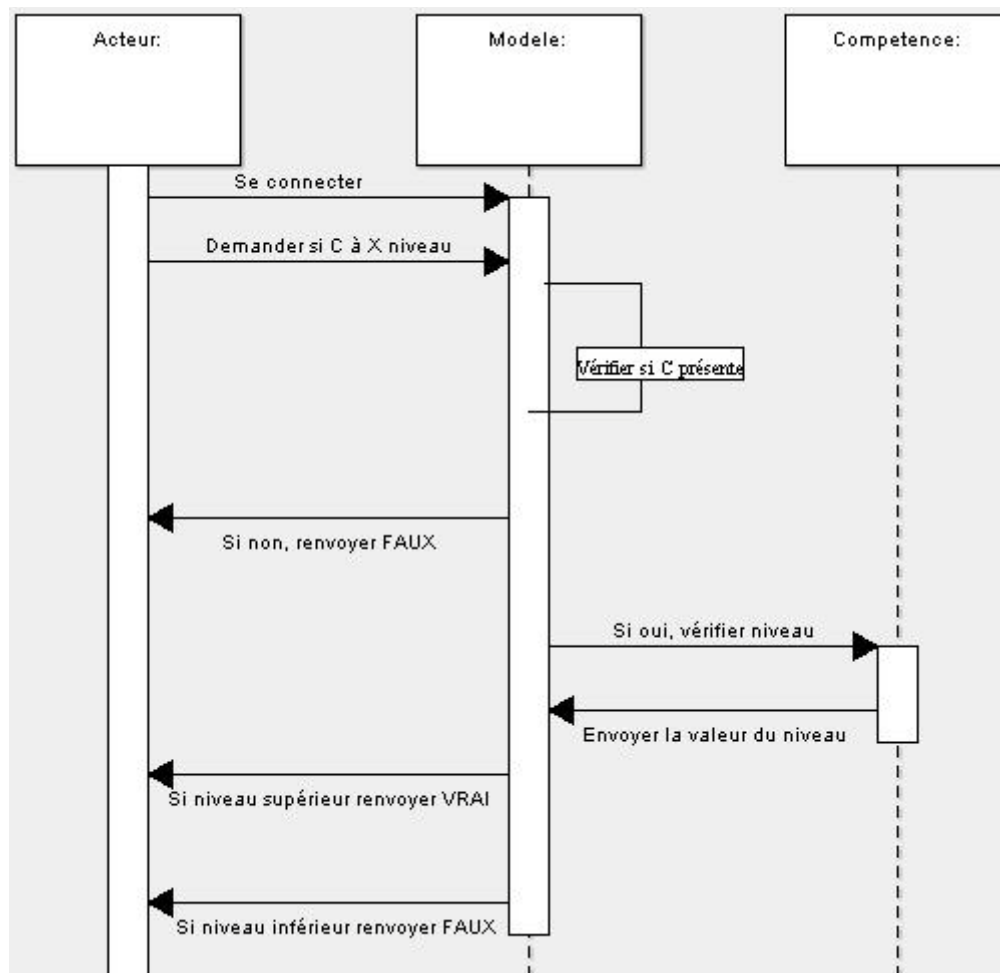 Acteur:
Modele:
Competence:
Se connecter
Demander si C à X niveau
Vérifier si C présente
Si non, renvoyer FAUX
Si oui, vérifier niveau
Envoyer la valeur du niveau
Si niveau supérieur renvoyer VRAI
Si niveau inférieur renvoyer FAUX